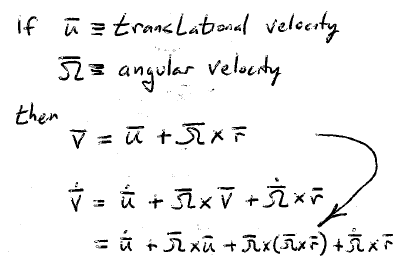 If ū ≡ translational velocity
Ω̄ ≡ angular velocity
then
V̄ = ū + Ω̄ × r̄
V̄̇ = ū̇ + Ω̄ × V̄ + Ω̄̇ × r̄
= ū̇ + Ω̄ × ū + Ω̄ × (Ω̄ × r̄) + Ω̄̇ × r̄